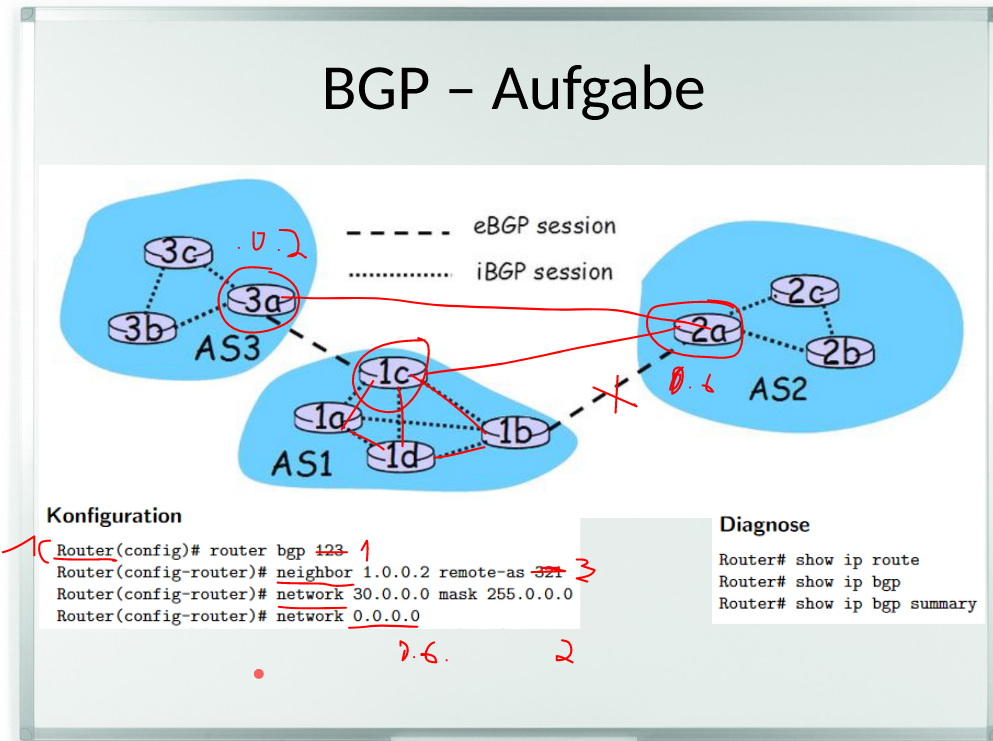 BGP – Aufgabe
eBGP session
iBGP session
3c
.0.2
3a
3b
AS3
2c
2a
2b
AS2
1c
1a
1b
1d
AS1
Konfiguration
1c Router(config)# router bgp 123 1
Router(config-router)# neighbor 1.0.0.2 remote-as 321 3
Router(config-router)# network 30.0.0.0 mask 255.0.0.0
Router(config-router)# network 0.0.0.0
2
Diagnose
Router# show ip route
Router# show ip bgp
Router# show ip bgp summary